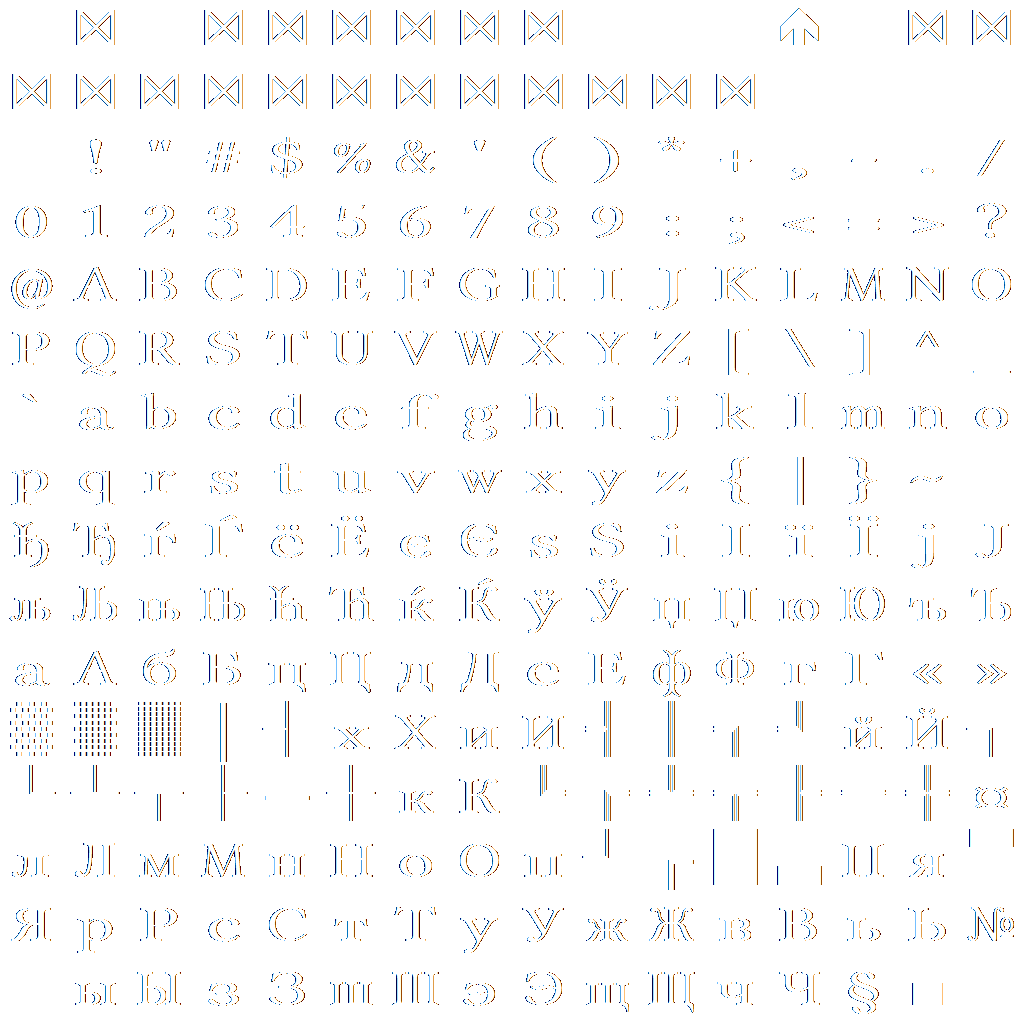 ! " # $ % & ' ( ) * + , - . /
0 1 2 3 4 5 6 7 8 9 : ; < = > ?
@ A B C D E F G H I J K L M N O
P Q R S T U V W X Y Z [ \ ] ^ _
` a b c d e f g h i j k l m n o
p q r s t u v w x y z { | } ~
ђ Ђ ѓ Ѓ ё Ё є Є ѕ Ѕ і І ї Ї ј Ј
љ Љ њ Њ ћ Ћ ќ Ќ ў Ў џ Џ ю Ю ъ Ъ
а А б Б ц Ц д Д е Е ф Ф г Г « »
░ ▒ ▓ │ ┤ х Х и И ╣ ║ ╗ ╝ й Й ┐
└ ┴ ┬ ├ ─ ┼ к К ╚ ╔ ╩ ╦ ╠ ═ ╬ ¤
л Л м М н Н о О п ┘ ┌ █ ▄ П я ▀
Я р Р с С т Т у У ж Ж в В ь Ь №
ы Ы з З ш Ш э Э щ Щ ч Ч § ■